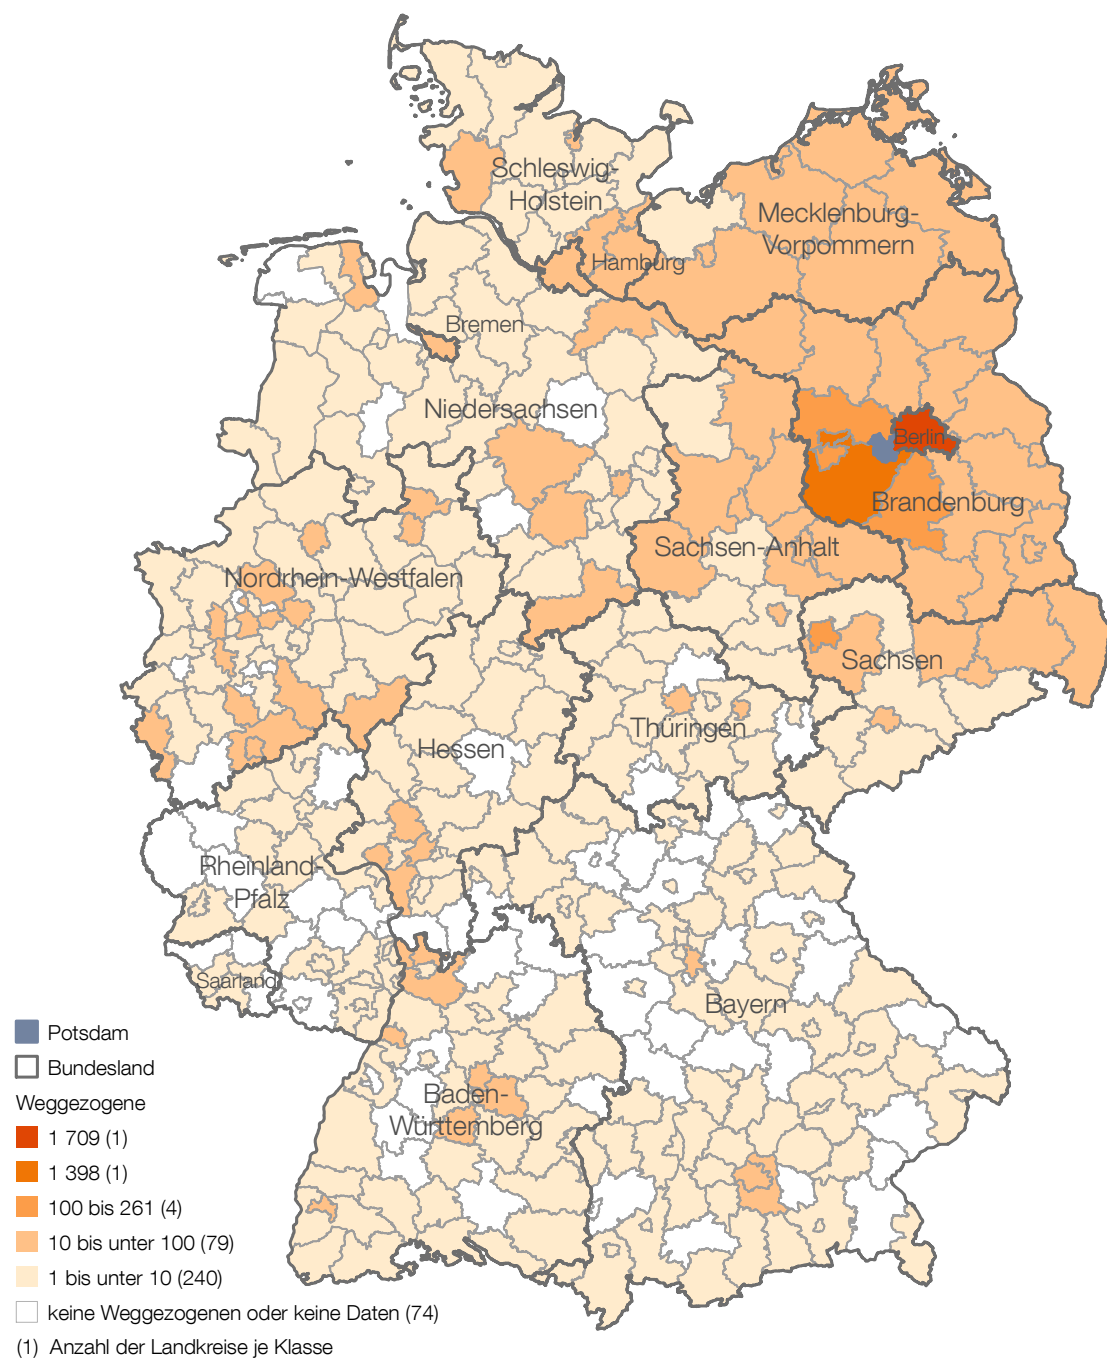 Schleswig-
Holstein
Mecklenburg-
Vorpommern
Hamburg
Bremen
Niedersachsen
Berlin
Brandenburg
Sachsen-Anhalt
Nordrhein-Westfalen
Sachsen
Thüringen
Hessen
Rheinland-
Pfalz
Saarland
Bayern
Baden-
Württemberg
Potsdam
Bundesland
Weggezogene
1 709 (1)
1 398 (1)
100 bis 261 (4)
10 bis unter 100 (79)
1 bis unter 10 (240)
keine Weggezogenen oder keine Daten (74)
(1) Anzahl der Landkreise je Klasse